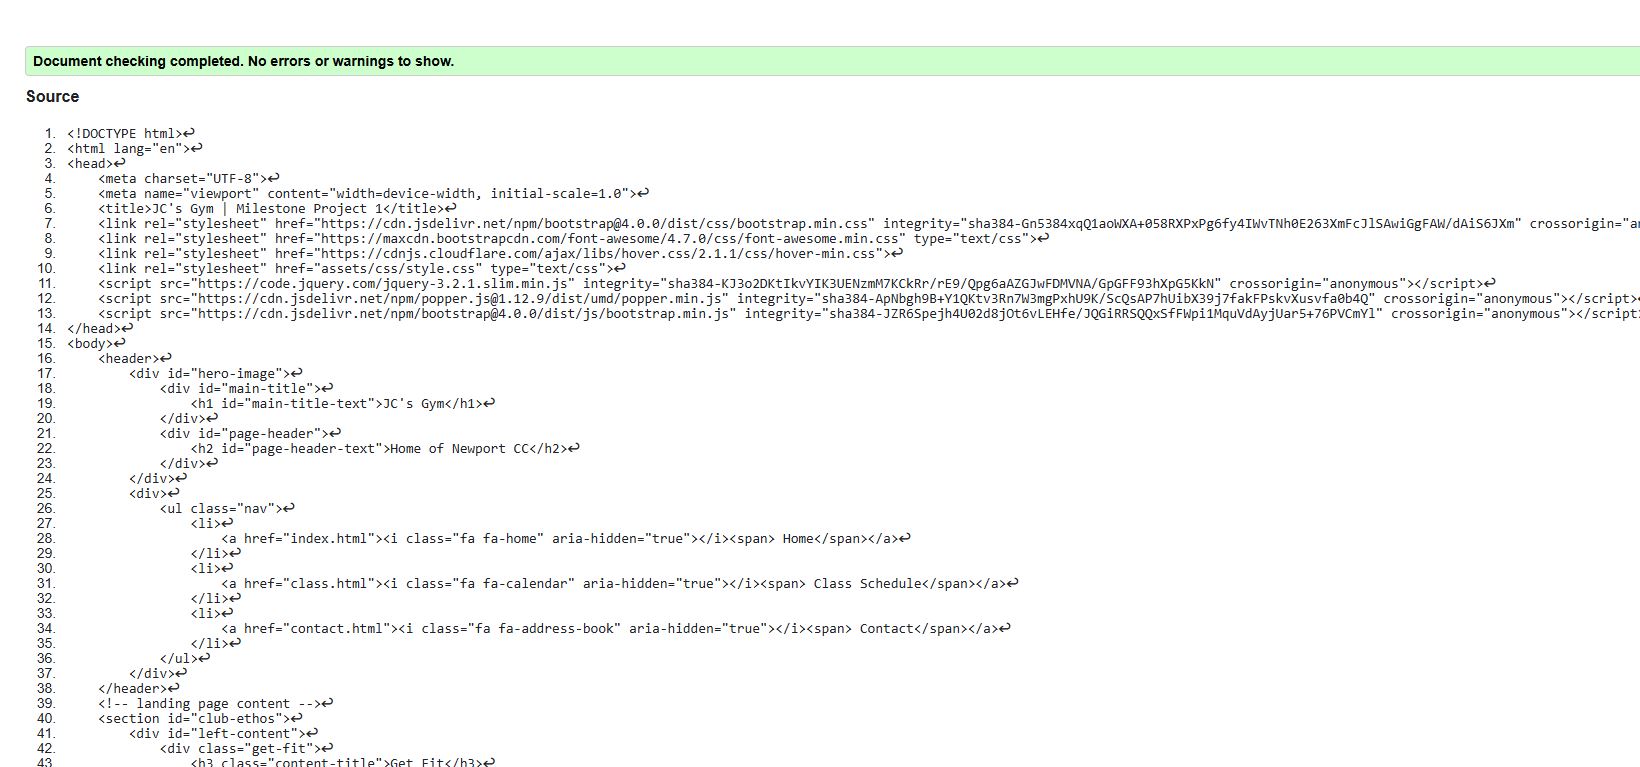 Document checking completed. No errors or warnings to show.
Source
1. <!DOCTYPE html>↩
2. <html lang="en">↩
3. <head>↩
4. <meta charset="UTF-8">↩
5. <meta name="viewport" content="width=device-width, initial-scale=1.0">↩
6. <title>JC's Gym | Milestone Project 1</title>↩
7. <link rel="stylesheet" href="https://cdn.jsdelivr.net/npm/bootstrap@4.0.0/dist/css/bootstrap.min.css" integrity="sha384-Gn5384xqQ1aoWXA+058RXPxPg6fy4IWvTNh0E263XmFcJlSAwiGgFAW/dAiS6JXm" crossorigin="an
8. <link rel="stylesheet" href="https://maxcdn.bootstrapcdn.com/font-awesome/4.7.0/css/font-awesome.min.css" type="text/css">↩
9. <link rel="stylesheet" href="https://cdnjs.cloudflare.com/ajax/libs/hover.css/2.1.1/css/hover-min.css">↩
10. <link rel="stylesheet" href="assets/css/style.css" type="text/css">↩
11. <script src="https://code.jquery.com/jquery-3.2.1.slim.min.js" integrity="sha384-KJ3o2DKtIkvYIK3UENzmM7KCkRr/rE9/Qpg6aAZGJwFDMVNA/GpGFF93hXpG5KkN" crossorigin="anonymous"></script>↩
12. <script src="https://cdn.jsdelivr.net/npm/popper.js@1.12.9/dist/umd/popper.min.js" integrity="sha384-ApNbgh9B+Y1QKtv3Rn7W3mgPxhU9K/ScQsAP7hUibX39j7fakFPskvXusvfa0b4Q" crossorigin="anonymous"></script>
13. <script src="https://cdn.jsdelivr.net/npm/bootstrap@4.0.0/dist/js/bootstrap.min.js" integrity="sha384-JZR6Spejh4U02d8jOt6vLEHfe/JQGiRRSQQxSfFWpi1MquVdAyjUar5+76PVCmYl" crossorigin="anonymous"></script
14. </head>↩
15. <body>↩
16. <header>↩
17. <div id="hero-image">↩
18. <div id="main-title">↩
19. <h1 id="main-title-text">JC's Gym</h1>↩
20. </div>↩
21. <div id="page-header">↩
22. <h2 id="page-header-text">Home of Newport CC</h2>↩
23. </div>↩
24. </div>↩
25. <div>↩
26. <ul class="nav">↩
27. <li>↩
28. <a href="index.html"><i class="fa fa-home" aria-hidden="true"></i><span> Home</span></a>↩
29. </li>↩
30. <li>↩
31. <a href="class.html"><i class="fa fa-calendar" aria-hidden="true"></i><span> Class Schedule</span></a>↩
32. </li>↩
33. <li>↩
34. <a href="contact.html"><i class="fa fa-address-book" aria-hidden="true"></i><span> Contact</span></a>↩
35. </li>↩
36. </ul>↩
37. </div>↩
38. </header>↩
39. <!-- landing page content -->↩
40. <section id="club-ethos">↩
41. <div id="left-content">↩
42. <div class="get-fit">↩
43. <h3 class="content-title">Get Fit</h3>↩